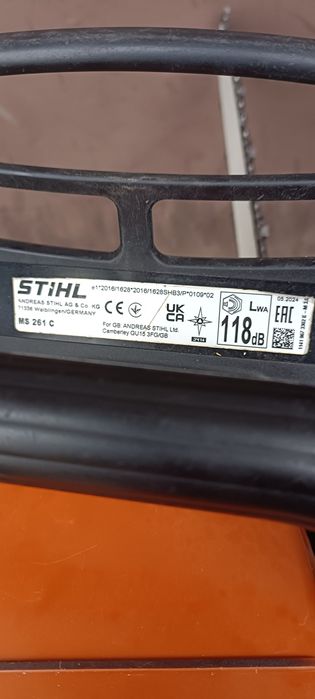 STIHL
ANDREAS STIHL AG & Co. KG
71336 Waiblingen/GERMANY
MS 261 C
e1*2016/1628*2016/1628SHB3/P*0109*02
CE
UK
CA
For GB: ANDREAS STIHL Ltd.
Camberley GU15 3FG/GB
LWA
118dB
05.2024
EAC